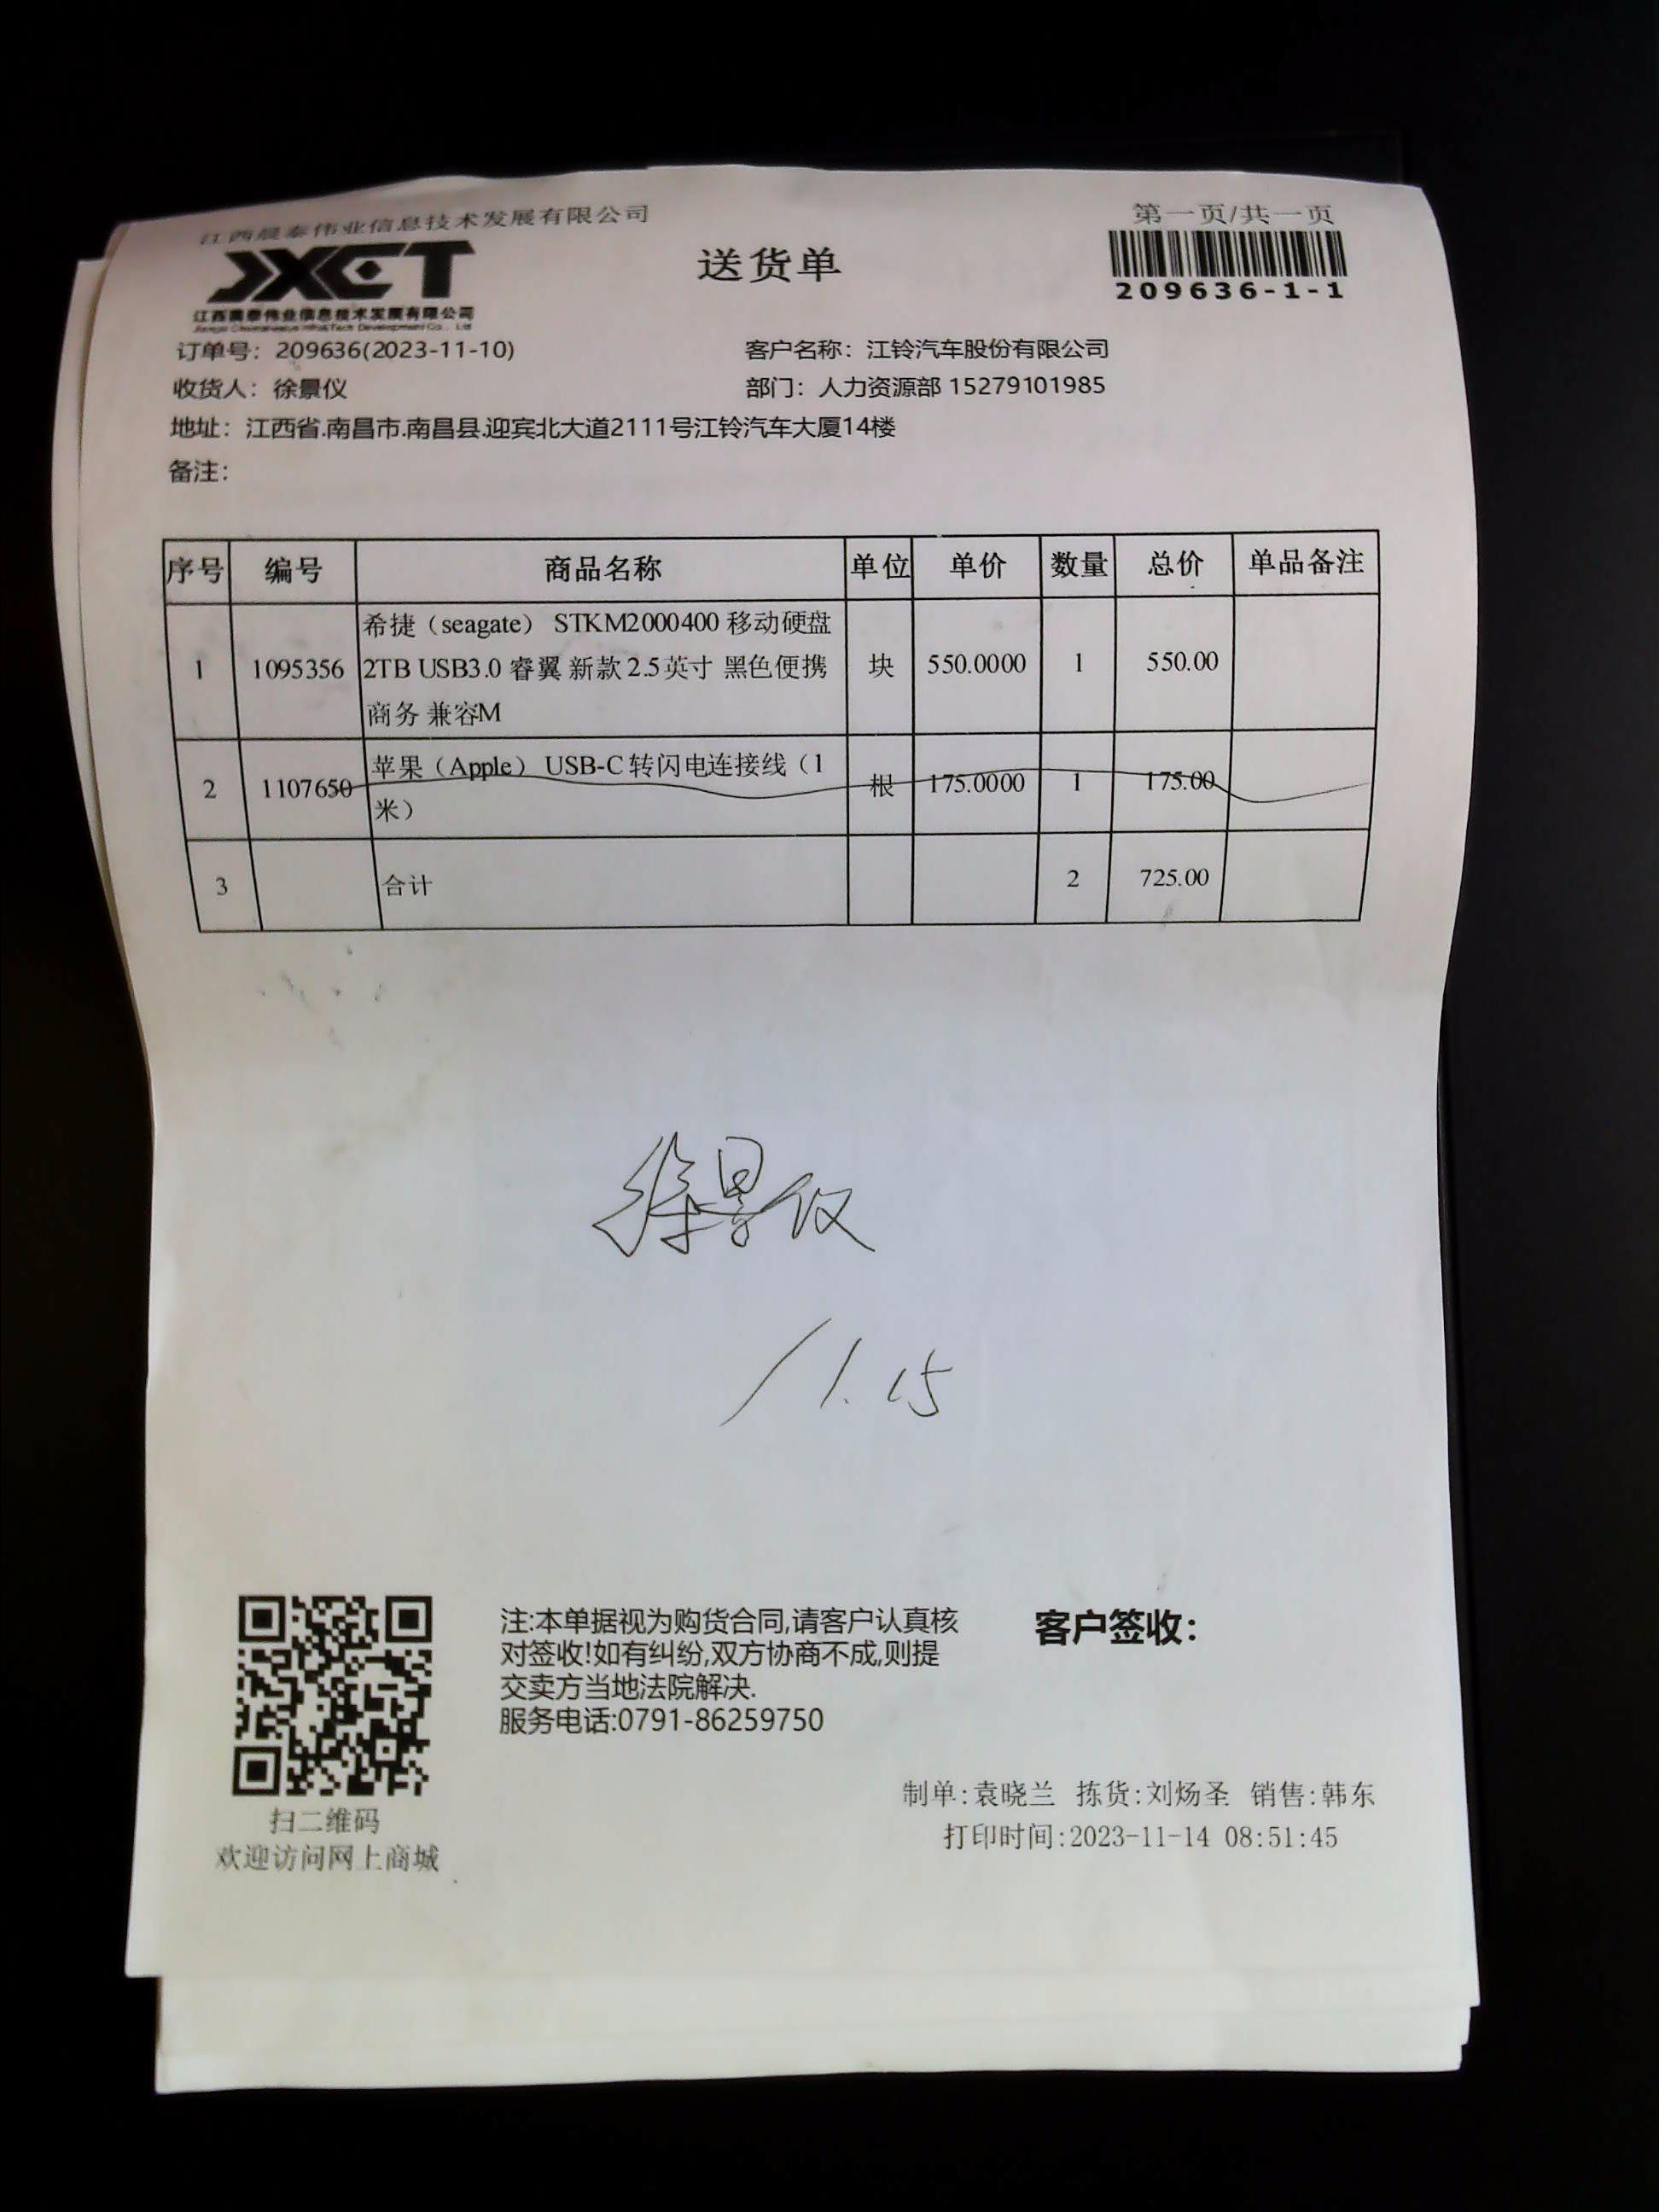 江西晨泰伟业信息技术发展有限公司
第一页/共一页
JXCT
送货单
209636-1-1
江西晨泰伟业信息技术发展有限公司
订单号：209636(2023-11-10)
客户名称：江铃汽车股份有限公司
收货人：徐景仪
部门：人力资源部 15279101985
地址：江西省.南昌市.南昌县.迎宾北大道2111号江铃汽车大厦14楼
备注：
序号 编号 商品名称 单位 单价 数量 总价 单品备注
1 1095356 希捷（seagate） STKM2000400 移动硬盘 块 550.0000 1 550.00
2TB USB3.0 睿翼 新款 2.5英寸 黑色便携
商务 兼容M
2 1107650 苹果（Apple） USB-C 转闪电连接线（1 根 175.0000 1 175.00
米）
3 合计 2 725.00
徐景仪
11.15
注:本单据视为购货合同,请客户认真核
对签收!如有纠纷,双方协商不成,则提
交卖方当地法院解决.
服务电话:0791-86259750
客户签收：
扫二维码
欢迎访问网上商城
制单:袁晓兰 拣货:刘炀圣 销售:韩东
打印时间:2023-11-14 08:51:45